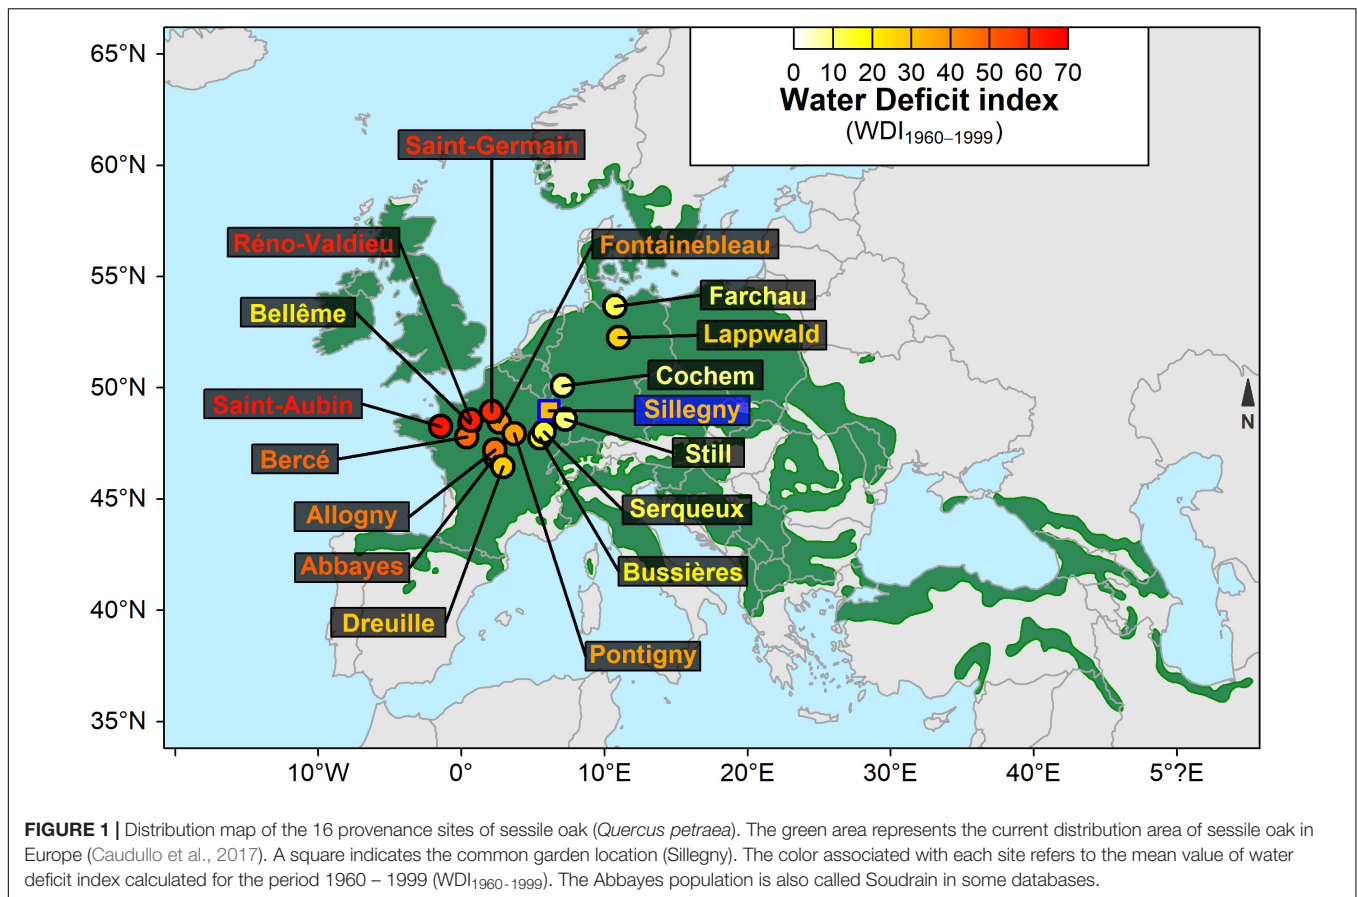 65°N
60°N
55°N
50°N
45°N
40°N
35°N
0 10 20 30 40 50 60 70
Water Deficit index
(WDI1960–1999)
Saint-Germain
Réno-Valdieu
Fontainebleau
Bellême
Farchau
Lappwald
Cochem
Saint-Aubin
Sillegny
N
Bercé
Still
Allogny
Serqueux
Abbayes
Bussières
Dreuille
Pontigny
10°W 0° 10°E 20°E 30°E 40°E 5°?E
FIGURE 1 | Distribution map of the 16 provenance sites of sessile oak (Quercus petraea). The green area represents the current distribution area of sessile oak in
Europe (Caudullo et al., 2017). A square indicates the common garden location (Sillegny). The color associated with each site refers to the mean value of water
deficit index calculated for the period 1960 – 1999 (WDI1960-1999). The Abbayes population is also called Soudrain in some databases.